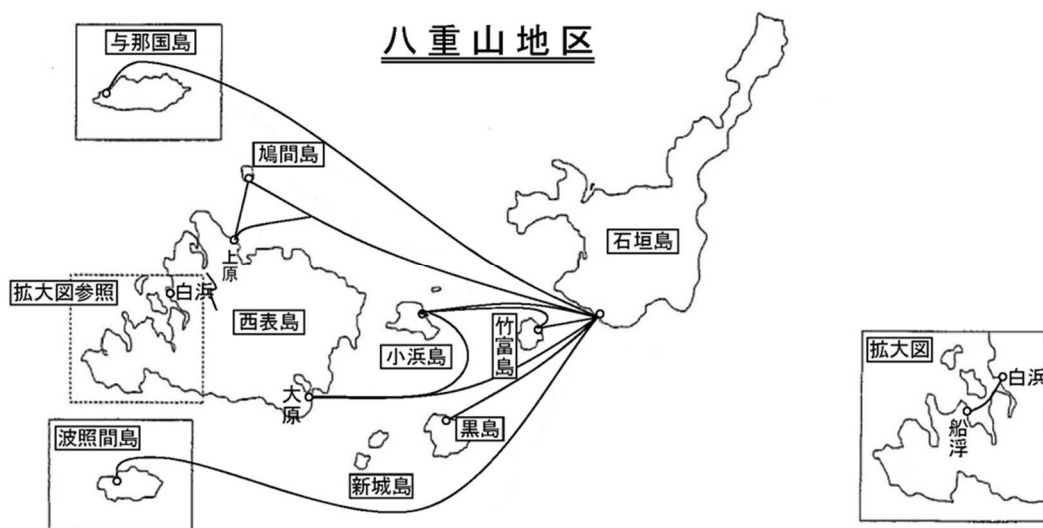 八重山地区
与那国島
鳩間島
上原
石垣島
拡大図参照
白浜
西表島
小浜島
竹富島
大原
黒島
新城島
波照間島
拡大図
白浜
船浮